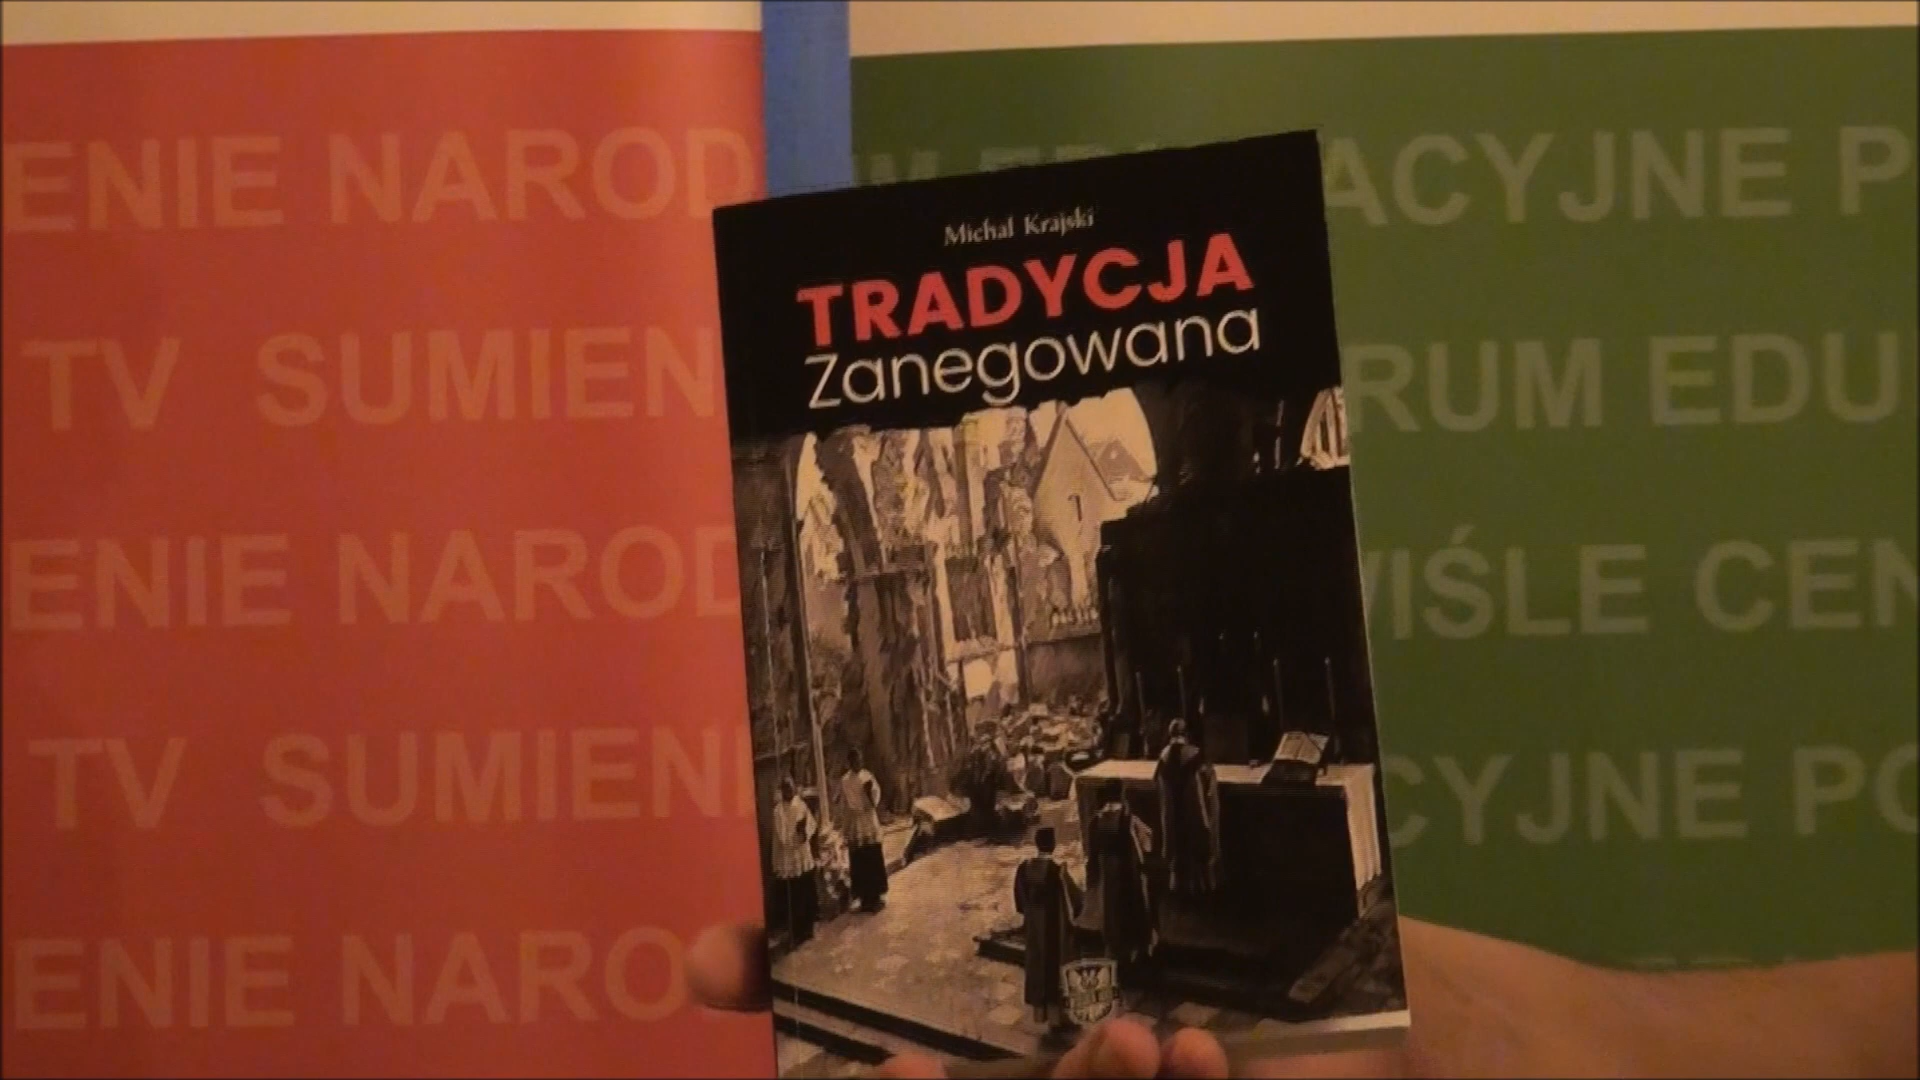 ENIE NAROD
TV SUMIEN
ENIE NAROD
TV SUMIENI
ENIE NARO
Michał Krajski
TRADYCJA
Zanegowana
ACYJNE P
RUM EDU
WIŚLE CEN
CYJNE PO